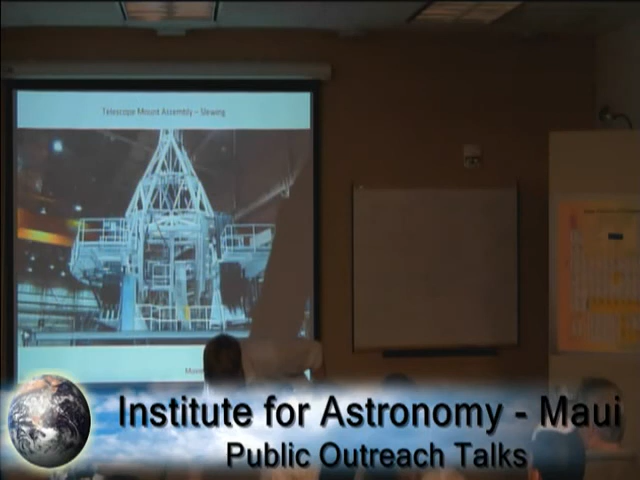 Telescope Mount Assembly – Slewing
Institute for Astronomy - Maui
Public Outreach Talks